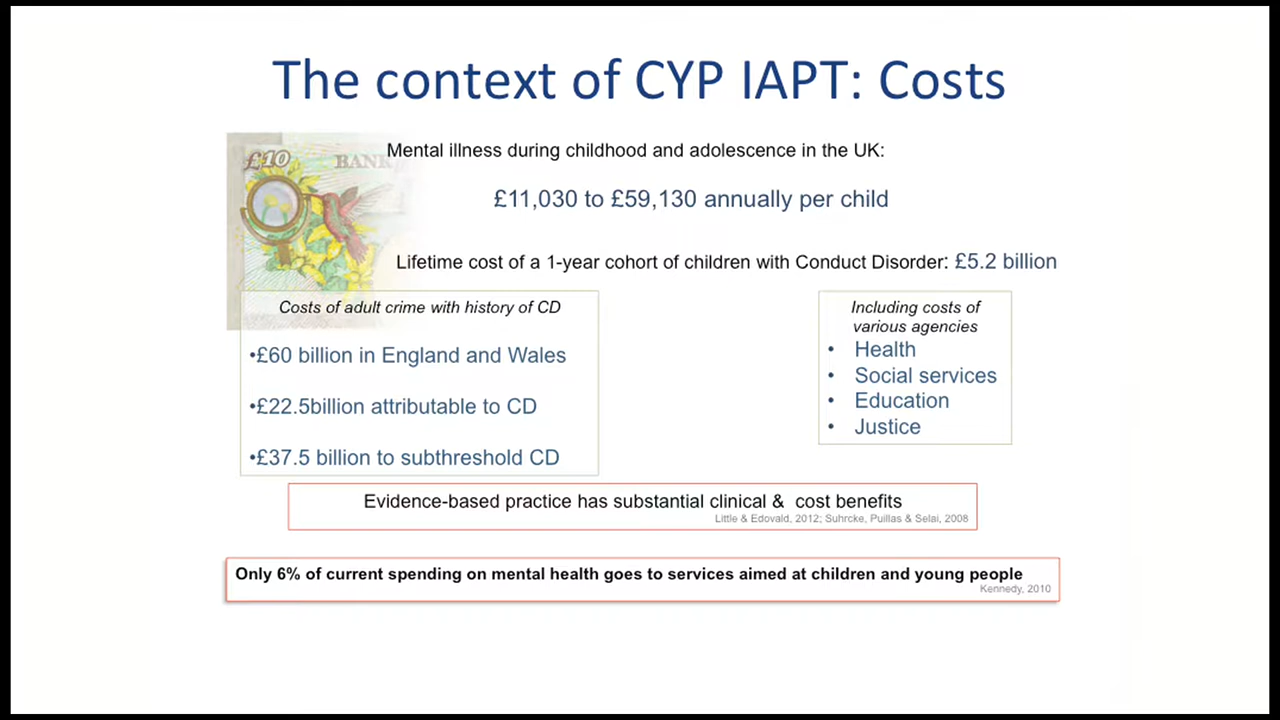 The context of CYP IAPT: Costs
£10
BANK
Mental illness during childhood and adolescence in the UK:
£11,030 to £59,130 annually per child
Lifetime cost of a 1-year cohort of children with Conduct Disorder: £5.2 billion
Costs of adult crime with history of CD
•£60 billion in England and Wales
•£22.5billion attributable to CD
•£37.5 billion to subthreshold CD
Including costs of
various agencies
• Health
• Social services
• Education
• Justice
Evidence-based practice has substantial clinical & cost benefits
Little & Edovald, 2012; Suhrcke, Puillas & Selai, 2008
Only 6% of current spending on mental health goes to services aimed at children and young people
Kennedy, 2010